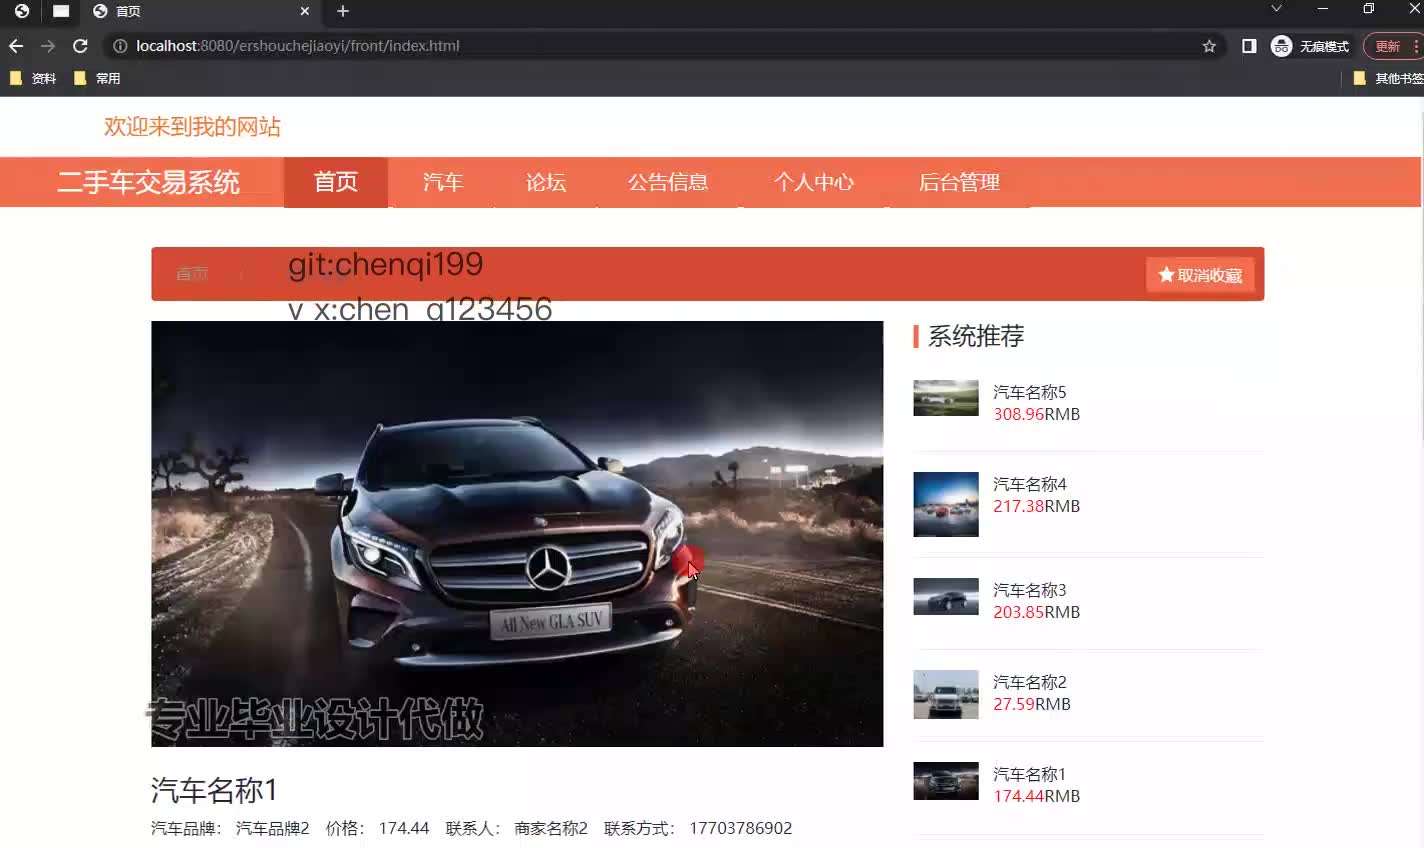 首页
localhost:8080/ershouchejiaoyi/front/index.html
无痕模式
更新
资料
常用
其他书签
欢迎来到我的网站
二手车交易系统
首页
汽车
论坛
公告信息
个人中心
后台管理
首页
git:chenqi199
取消收藏
v x:chen q123456
All New GLA SUV
专业毕业设计代做
汽车名称1
汽车品牌: 汽车品牌2 价格: 174.44 联系人: 商家名称2 联系方式: 17703786902
系统推荐
汽车名称5
308.96RMB
汽车名称4
217.38RMB
汽车名称3
203.85RMB
汽车名称2
27.59RMB
汽车名称1
174.44RMB